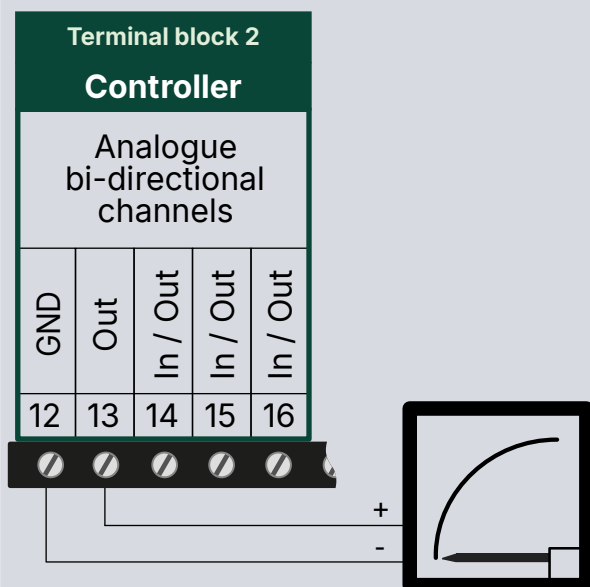 Terminal block 2
Controller
Analogue
bi-directional
channels
GND
Out
In / Out
In / Out
In / Out
12 13 14 15 16
+
-